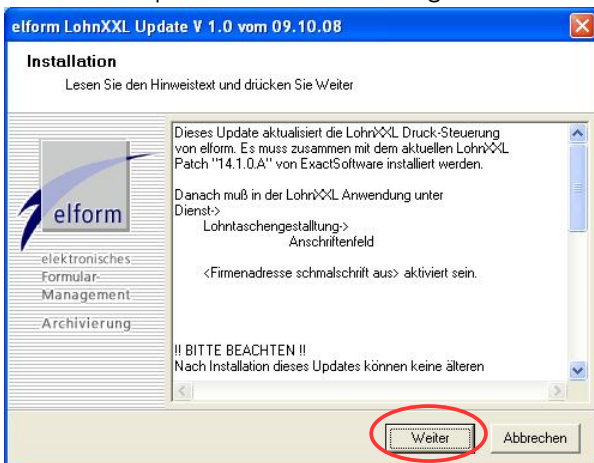 elform LohnXXL Update V 1.0 vom 09.10.08
Installation
Lesen Sie den Hinweistext und drücken Sie Weiter
Dieses Update aktualisiert die LohnXXL Druck-Steuerung
von elform. Es muss zusammen mit dem aktuellen LohnXXL
Patch "14.1.0.A" von ExactSoftware installiert werden.
Danach muß in der LohnXXL Anwendung unter
Dienst->
Lohntaschengestalltung->
Anschriftenfeld
<Firmenadresse schmalschrift aus> aktiviert sein.
!! BITTE BEACHTEN !!
Nach Installation dieses Updates können keine älteren
elform
elektronisches
Formular-
Management
Archivierung
Weiter
Abbrechen